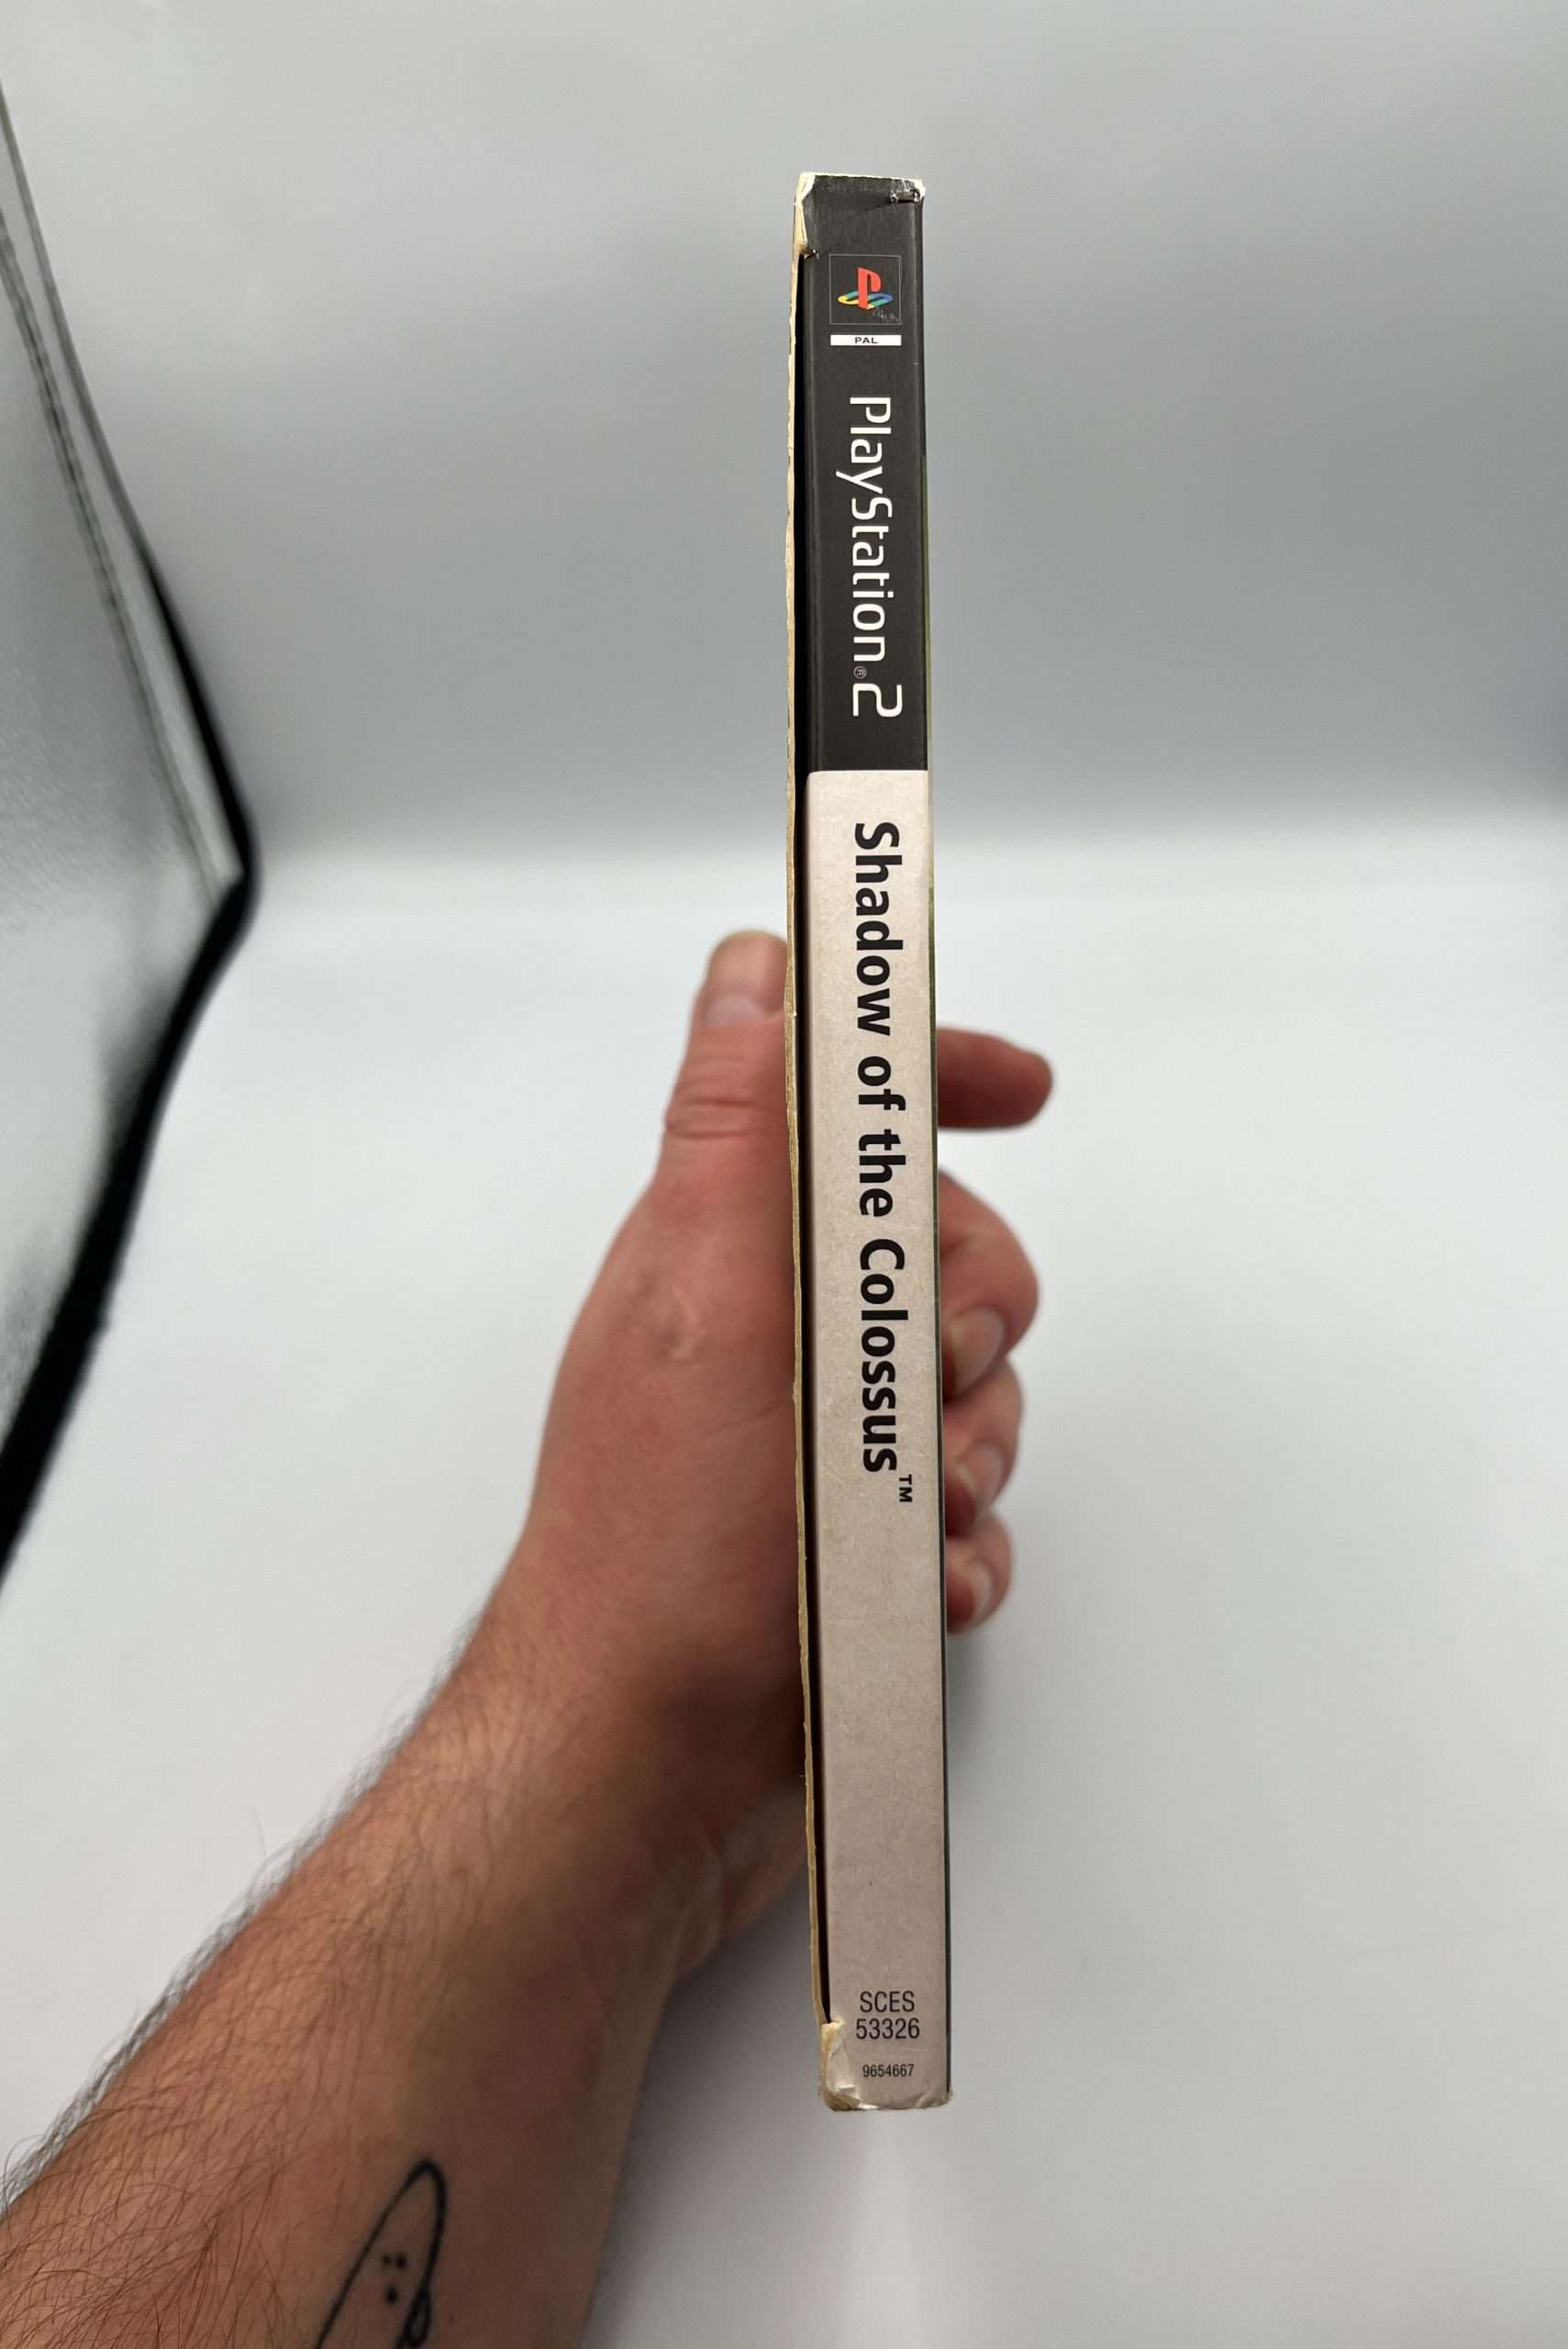 PAL
PlayStation®2
Shadow of the Colossus™
SCES
53326
9654667